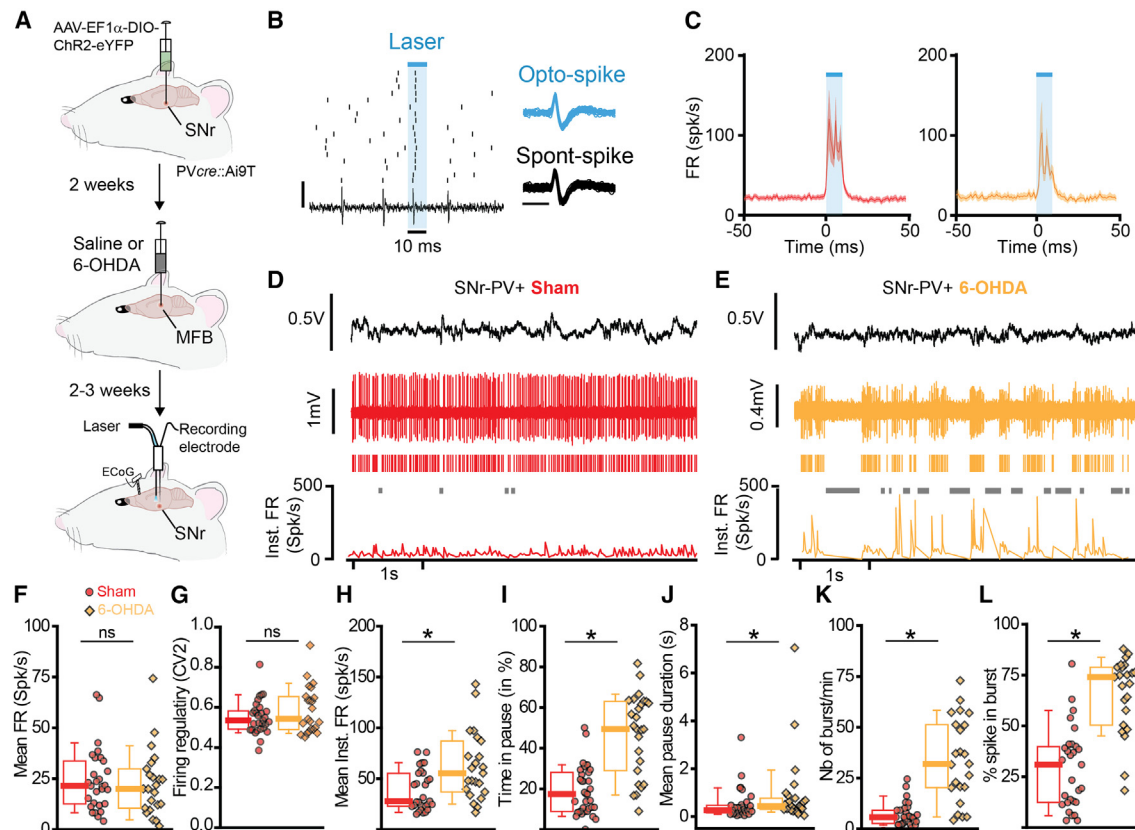 A
AAV-EF1α-DIO-
ChR2-eYFP
SNr
PVcre::Ai9T
2 weeks
Saline or
6-OHDA
MFB
2-3 weeks
Laser
Recording
electrode
ECoG
SNr
B
Laser
10 ms
Opto-spike
Spont-spike
C
FR (spk/s)
200
100
0
-50
0
50
Time (ms)
200
100
0
-50
0
50
Time (ms)
D
SNr-PV+ Sham
0.5V
1mV
Inst. FR
(Spk/s)
500
0
1s
E
SNr-PV+ 6-OHDA
0.5V
0.4mV
Inst. FR
(Spk/s)
500
0
1s
Sham
6-OHDA
F
Mean FR (Spk/s)
100
75
50
25
0
ns
G
Firing regulatiriy (CV2)
1.0
0.8
0.6
0.4
0.2
0.0
ns
H
Mean Inst. FR (spk/s)
200
150
100
50
0
*
I
Time in pause (in %)
100
80
60
40
20
0
*
J
Mean pause duration (s)
8
6
4
2
0
*
K
Nb of burst/min
100
75
50
25
0
*
L
% spike in burst
100
75
50
25
0
*